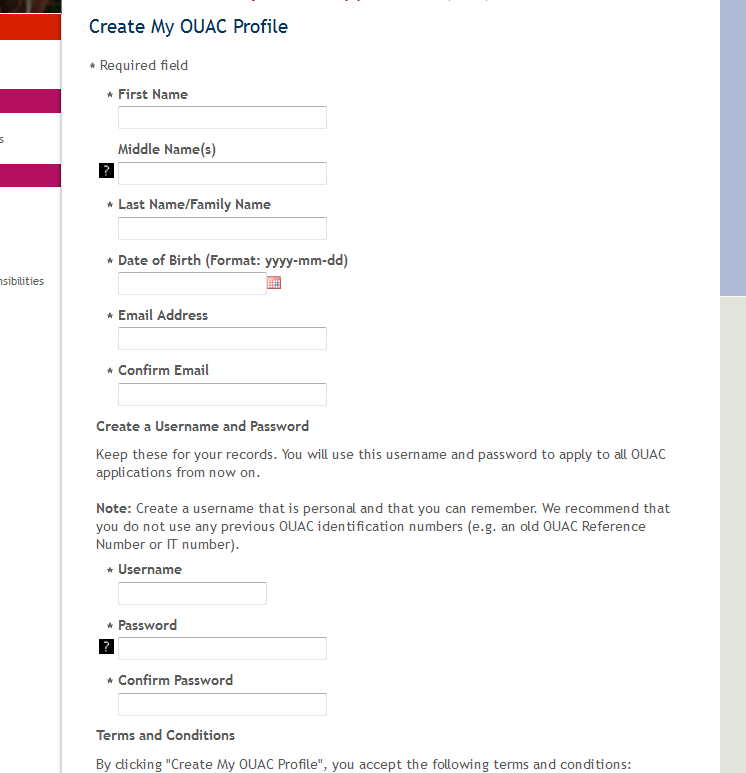 Create My OUAC Profile
* Required field
* First Name
Middle Name(s)
?
* Last Name/Family Name
s
* Date of Birth (Format: yyyy-mm-dd)
nsibilities
* Email Address
* Confirm Email
Create a Username and Password
Keep these for your records. You will use this username and password to apply to all OUAC
applications from now on.
Note: Create a username that is personal and that you can remember. We recommend that
you do not use any previous OUAC identification numbers (e.g. an old OUAC Reference
Number or IT number).
* Username
* Password
?
* Confirm Password
Terms and Conditions
By clicking "Create My OUAC Profile", you accept the following terms and conditions: